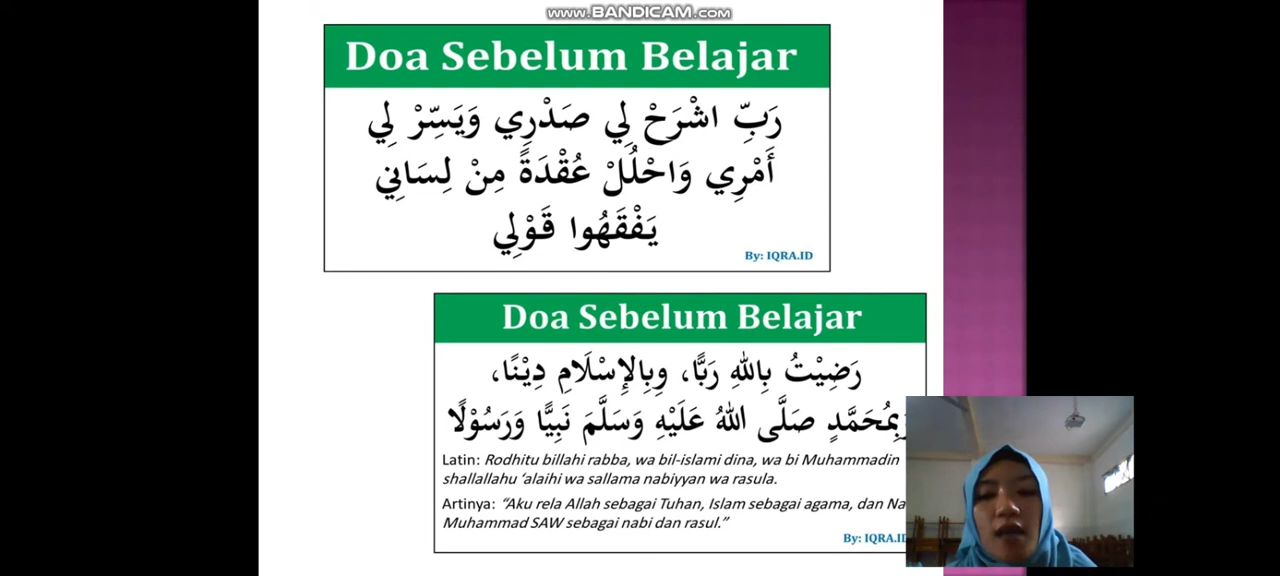 www.BANDICAM.com
Doa Sebelum Belajar
رَبِّ اشْرَحْ لِي صَدْرِي وَيَسِّرْ لِي
أَمْرِي وَاحْلُلْ عُقْدَةً مِنْ لِسَانِي
يَفْقَهُوا قَوْلِي
By: IQRA.ID
Doa Sebelum Belajar
رَضِيْتُ بِاللهِ رَبًّا، وَبِالإِسْلَامِ دِيْنًا،
وَبِمُحَمَّدٍ صَلَّى اللهُ عَلَيْهِ وَسَلَّمَ نَبِيًّا وَرَسُوْلًا
Latin: Rodhitu billahi rabba, wa bil-islami dina, wa bi Muhammadin
shallallahu ‘alaihi wa sallama nabiyyan wa rasula.
Artinya: “Aku rela Allah sebagai Tuhan, Islam sebagai agama, dan
Muhammad SAW sebagai nabi dan rasul.”
By: IQRA.ID